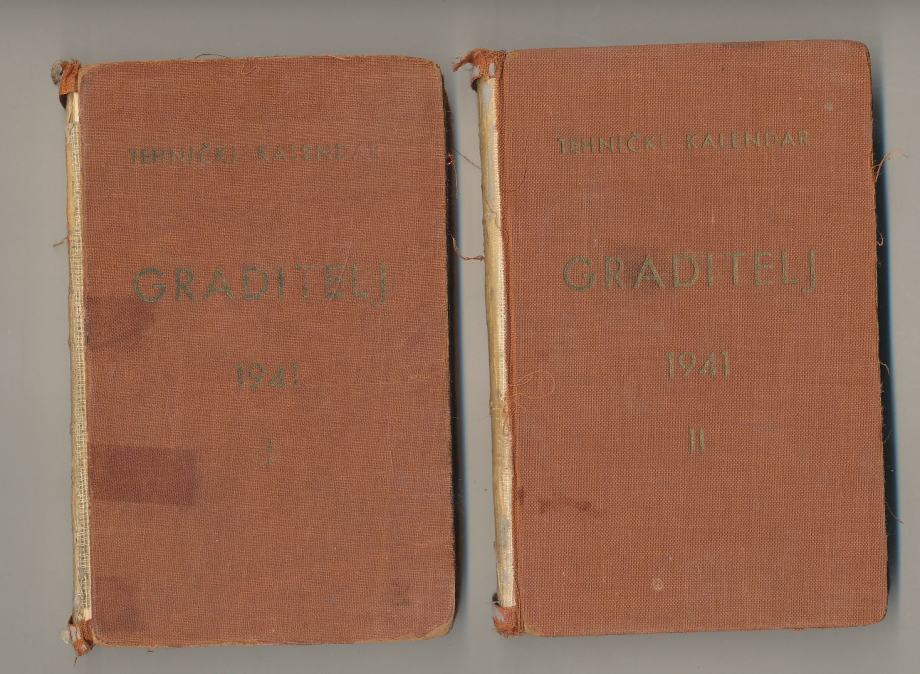 TEHNIČKI KALENDAR
GRADITELJ
1941
I
TEHNIČKI KALENDAR
GRADITELJ
1941
II